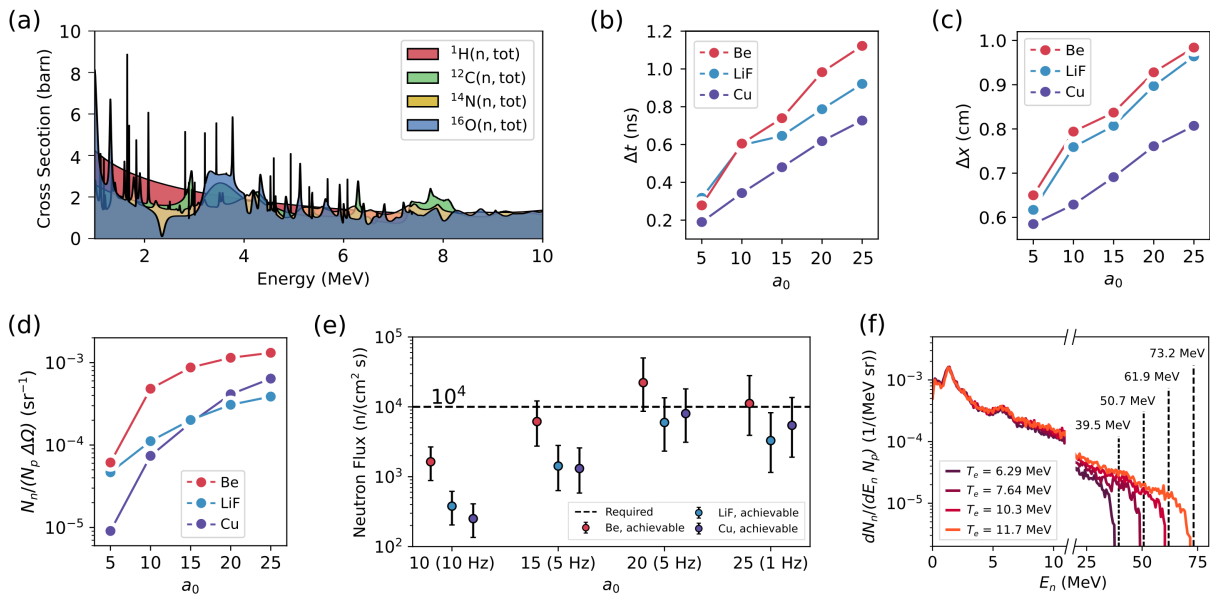 (a)
10
8
6
4
2
0
Cross Section (barn)
2
4
6
8
10
Energy (MeV)
¹H(n, tot)
¹²C(n, tot)
¹⁴N(n, tot)
¹⁶O(n, tot)
(b)
1.2
1.0
0.8
0.6
0.4
0.2
Δt (ns)
5
10
15
20
25
a₀
Be
LiF
Cu
(c)
1.0
0.9
0.8
0.7
0.6
Δx (cm)
5
10
15
20
25
a₀
Be
LiF
Cu
(d)
10⁻³
10⁻⁴
10⁻⁵
Nₙ/(Nₚ ΔΩ) (sr⁻¹)
5
10
15
20
25
a₀
Be
LiF
Cu
(e)
10⁵
10⁴
10³
10²
10¹
Neutron Flux (n/(cm² s))
10⁴
10 (10 Hz)
15 (5 Hz)
20 (5 Hz)
25 (1 Hz)
a₀
Required
Be, achievable
LiF, achievable
Cu, achievable
(f)
10⁻³
10⁻⁴
10⁻⁵
dNₙ/(dEₙ Nₚ) (1/(MeV sr))
73.2 MeV
61.9 MeV
50.7 MeV
39.5 MeV
Tₑ = 6.29 MeV
Tₑ = 7.64 MeV
Tₑ = 10.3 MeV
Tₑ = 11.7 MeV
0
5
10
25
50
75
Eₙ (MeV)